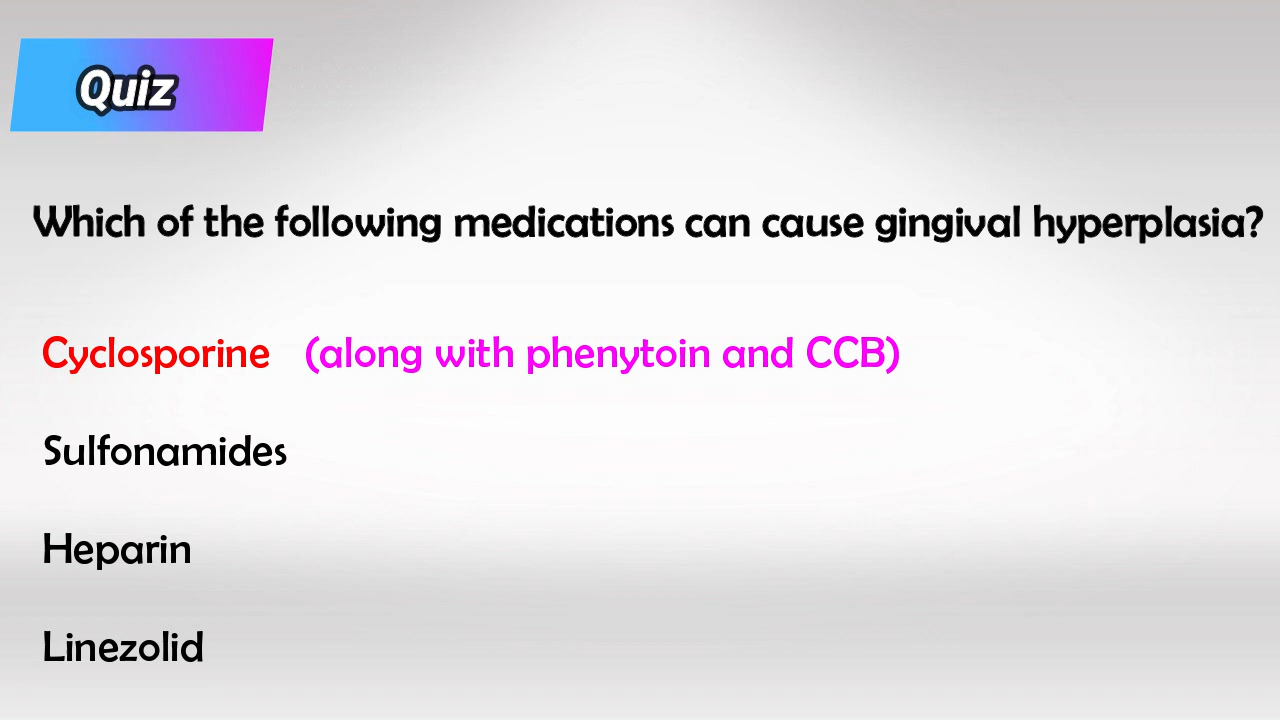 Quiz
Which of the following medications can cause gingival hyperplasia?
Cyclosporine (along with phenytoin and CCB)
Sulfonamides
Heparin
Linezolid